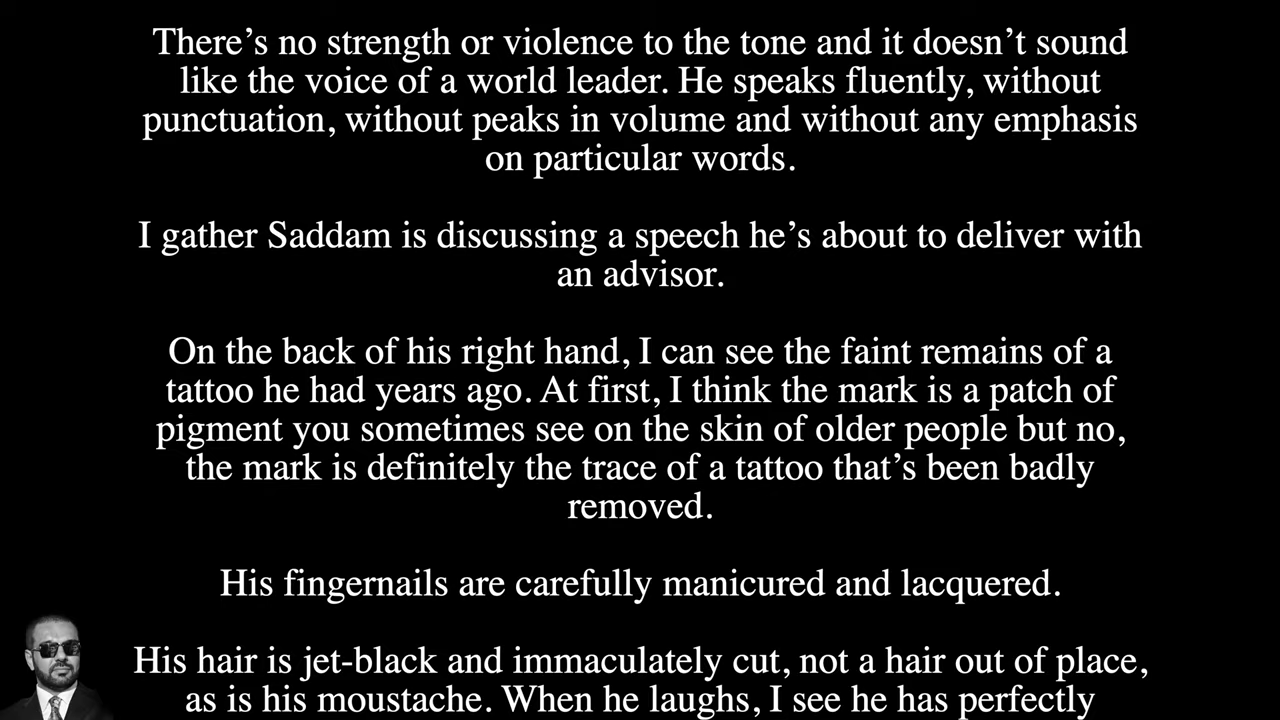 There’s no strength or violence to the tone and it doesn’t sound
like the voice of a world leader. He speaks fluently, without
punctuation, without peaks in volume and without any emphasis
on particular words.
I gather Saddam is discussing a speech he’s about to deliver with
an advisor.
On the back of his right hand, I can see the faint remains of a
tattoo he had years ago. At first, I think the mark is a patch of
pigment you sometimes see on the skin of older people but no,
the mark is definitely the trace of a tattoo that’s been badly
removed.
His fingernails are carefully manicured and lacquered.
His hair is jet-black and immaculately cut, not a hair out of place,
as is his moustache. When he laughs, I see he has perfectly